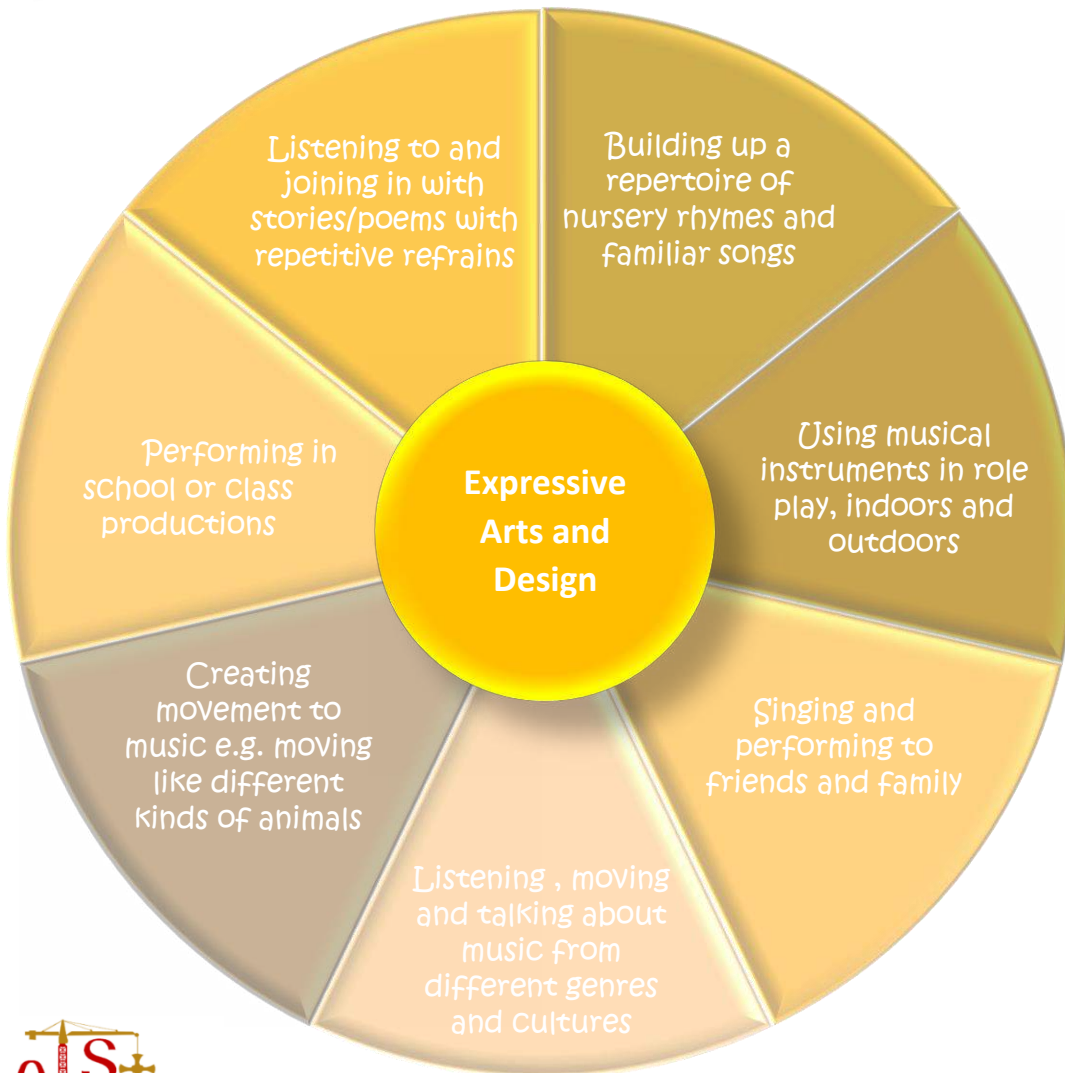 Listening to and
joining in with
stories/poems with
repetitive refrains
Building up a
repertoire of
nursery rhymes and
familiar songs
Using musical
instruments in role
play, indoors and
outdoors
Singing and
performing to
friends and family
Listening , moving
and talking about
music from
different genres
and cultures
Creating
movement to
music e.g. moving
like different
kinds of animals
Performing in
school or class
productions
Expressive
Arts and
Design